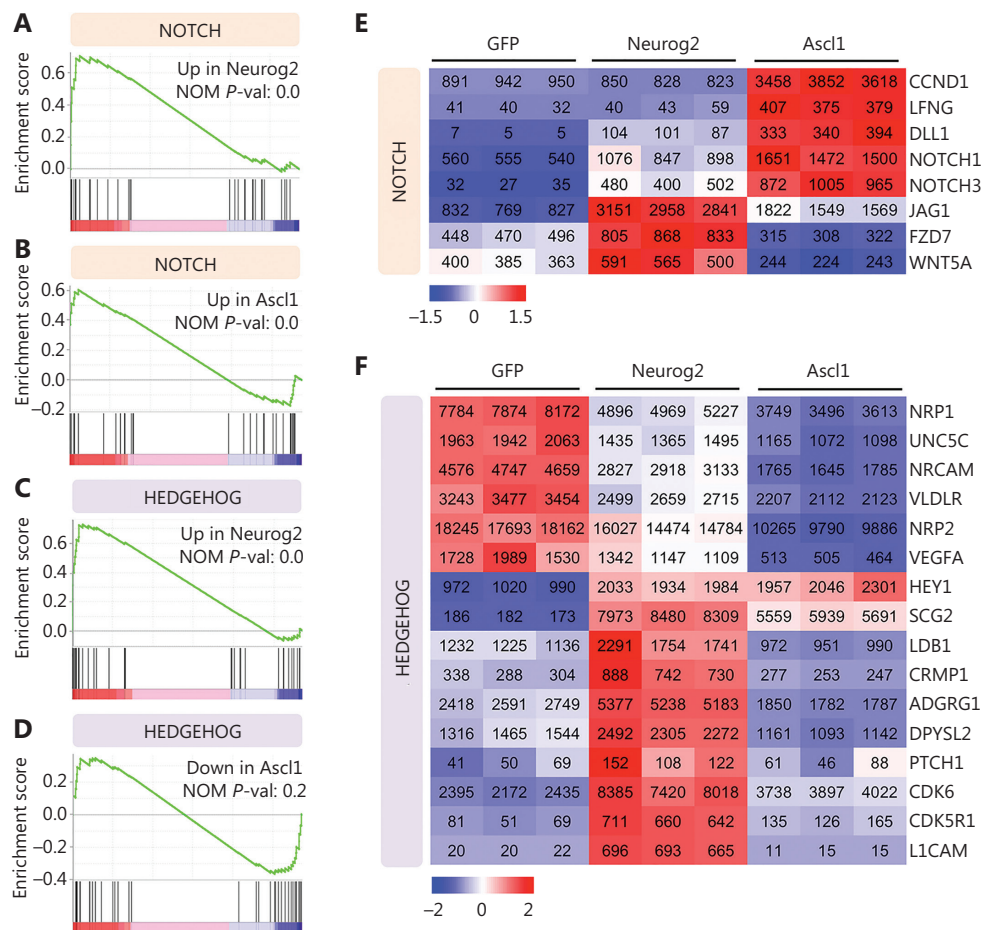 A
NOTCH
Enrichment score
0.6
0.4
0.2
0.0
Up in Neurog2
NOM P-val: 0.0
B
NOTCH
Enrichment score
0.6
0.4
0.2
0.0
–0.2
Up in Ascl1
NOM P-val: 0.0
C
HEDGEHOG
Enrichment score
0.6
0.4
0.2
0.0
Up in Neurog2
NOM P-val: 0.0
D
HEDGEHOG
Enrichment score
0.2
0.0
–0.2
–0.4
Down in Ascl1
NOM P-val: 0.2
E
GFP Neurog2 Ascl1
NOTCH
891 942 950 850 828 823 3458 3852 3618 CCND1
41 40 32 40 43 59 407 375 379 LFNG
7 5 5 104 101 87 333 340 394 DLL1
560 555 540 1076 847 898 1651 1472 1500 NOTCH1
32 27 35 480 400 502 872 1005 965 NOTCH3
832 769 827 3151 2958 2841 1822 1549 1569 JAG1
448 470 496 805 868 833 315 308 322 FZD7
400 385 363 591 565 500 244 224 243 WNT5A
–1.5 0 1.5
F
GFP Neurog2 Ascl1
HEDGEHOG
7784 7874 8172 4896 4969 5227 3749 3496 3613 NRP1
1963 1942 2063 1435 1365 1495 1165 1072 1098 UNC5C
4576 4747 4659 2827 2918 3133 1765 1645 1785 NRCAM
3243 3477 3454 2499 2659 2715 2207 2112 2123 VLDLR
18245 17693 18162 16027 14474 14784 10265 9790 9886 NRP2
1728 1989 1530 1342 1147 1109 513 505 464 VEGFA
972 1020 990 2033 1934 1984 1957 2046 2301 HEY1
186 182 173 7973 8480 8309 5559 5939 5691 SCG2
1232 1225 1136 2291 1754 1741 972 951 990 LDB1
338 288 304 888 742 730 277 253 247 CRMP1
2418 2591 2749 5377 5238 5183 1850 1782 1787 ADGRG1
1316 1465 1544 2492 2305 2272 1161 1093 1142 DPYSL2
41 50 69 152 108 122 61 46 88 PTCH1
2395 2172 2435 8385 7420 8018 3738 3897 4022 CDK6
81 51 69 711 660 642 135 126 165 CDK5R1
20 20 22 696 693 665 11 15 15 L1CAM
–2 0 2